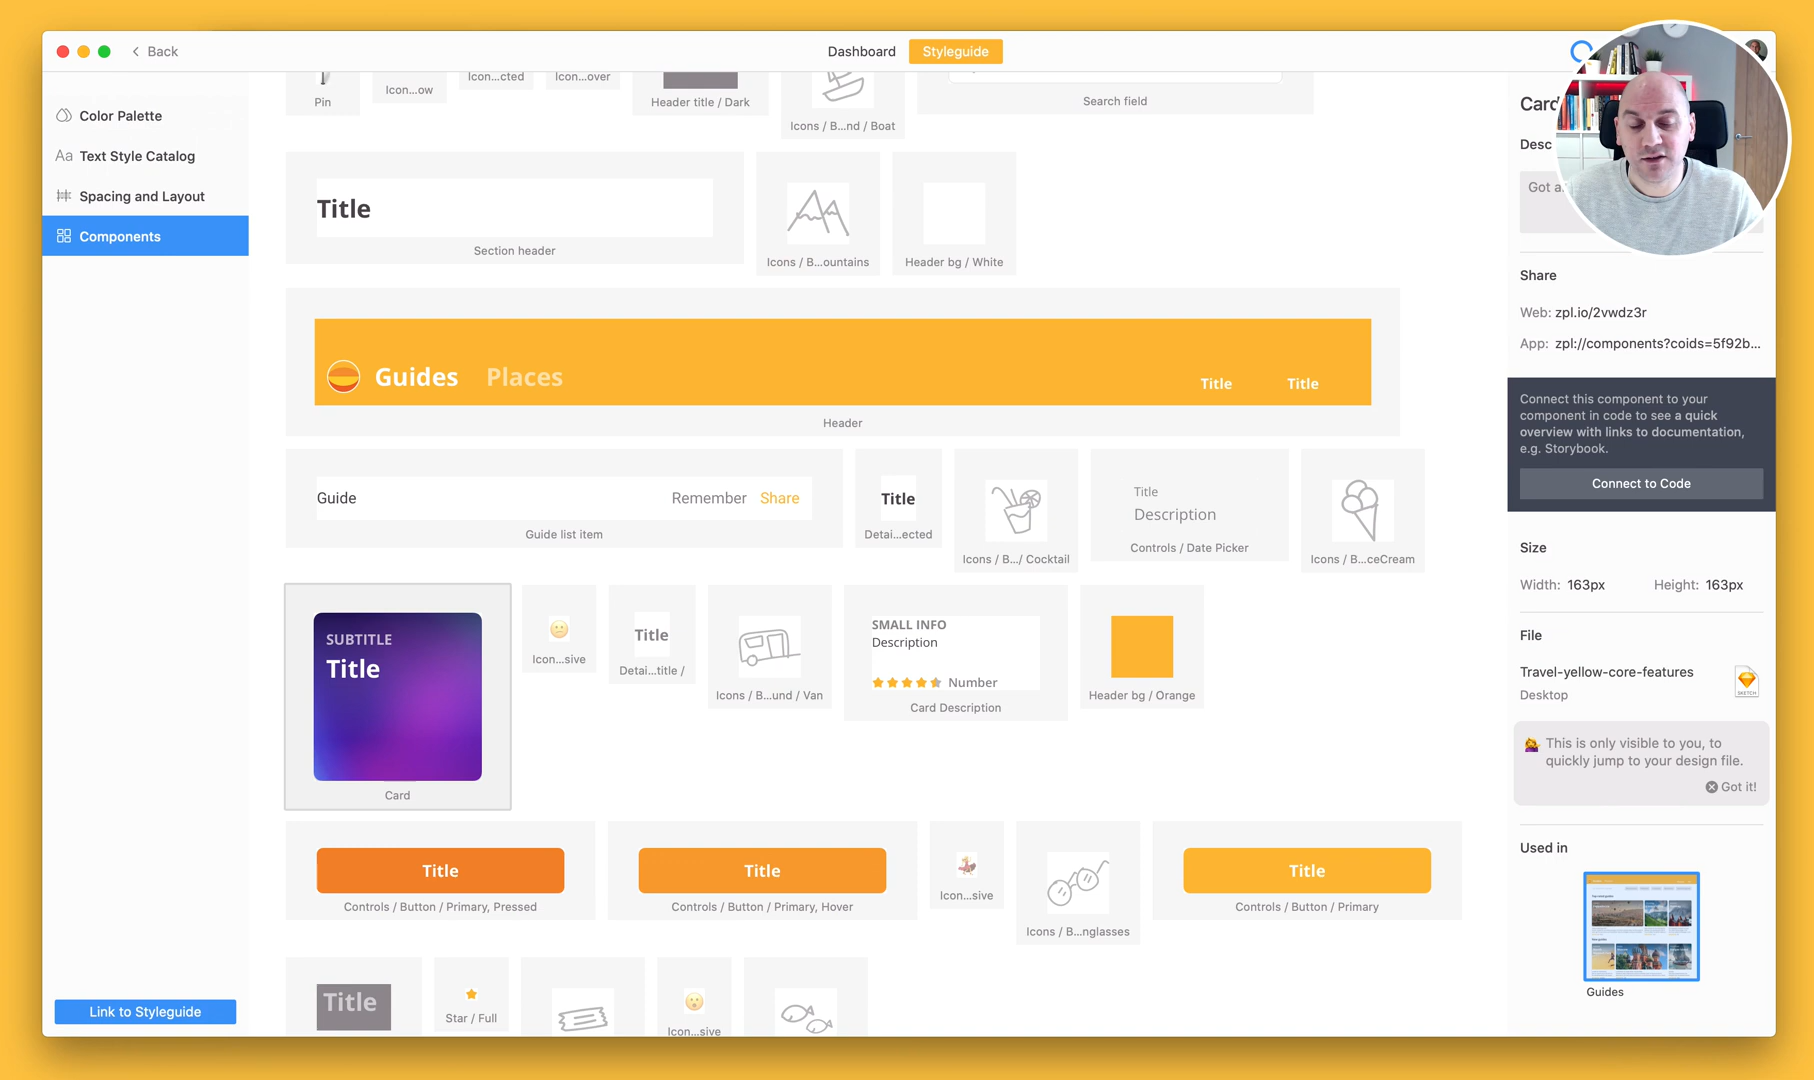 Back
Dashboard
Styleguide
Color Palette
Aa Text Style Catalog
Spacing and Layout
Components
Link to Styleguide
Pin
Icon...ow
Icon...cted
Icon...over
Header title / Dark
Icons / B...nd / Boat
Search field
Title
Section header
Icons / B...ountains
Header bg / White
Guides Places
Title
Title
Header
Guide
Remember Share
Guide list item
Title
Detai...ected
Icons / B.../ Cocktail
Title
Description
Controls / Date Picker
Icons / B...ceCream
SUBTITLE
Title
Card
Icon...sive
Title
Detai...title /
Icons / B...und / Van
SMALL INFO
Description
Number
Card Description
Header bg / Orange
Title
Controls / Button / Primary, Pressed
Title
Controls / Button / Primary, Hover
Icon...sive
Icons / B...nglasses
Title
Controls / Button / Primary
Title
Star / Full
Icon...sive
Card
Desc
Got a
Share
Web: zpl.io/2vwdz3r
App: zpl://components?coids=5f92b...
Connect this component to your
component in code to see a quick
overview with links to documentation,
e.g. Storybook.
Connect to Code
Size
Width: 163px
Height: 163px
File
Travel-yellow-core-features
Desktop
SKETCH
This is only visible to you, to
quickly jump to your design file.
Got it!
Used in
Guides